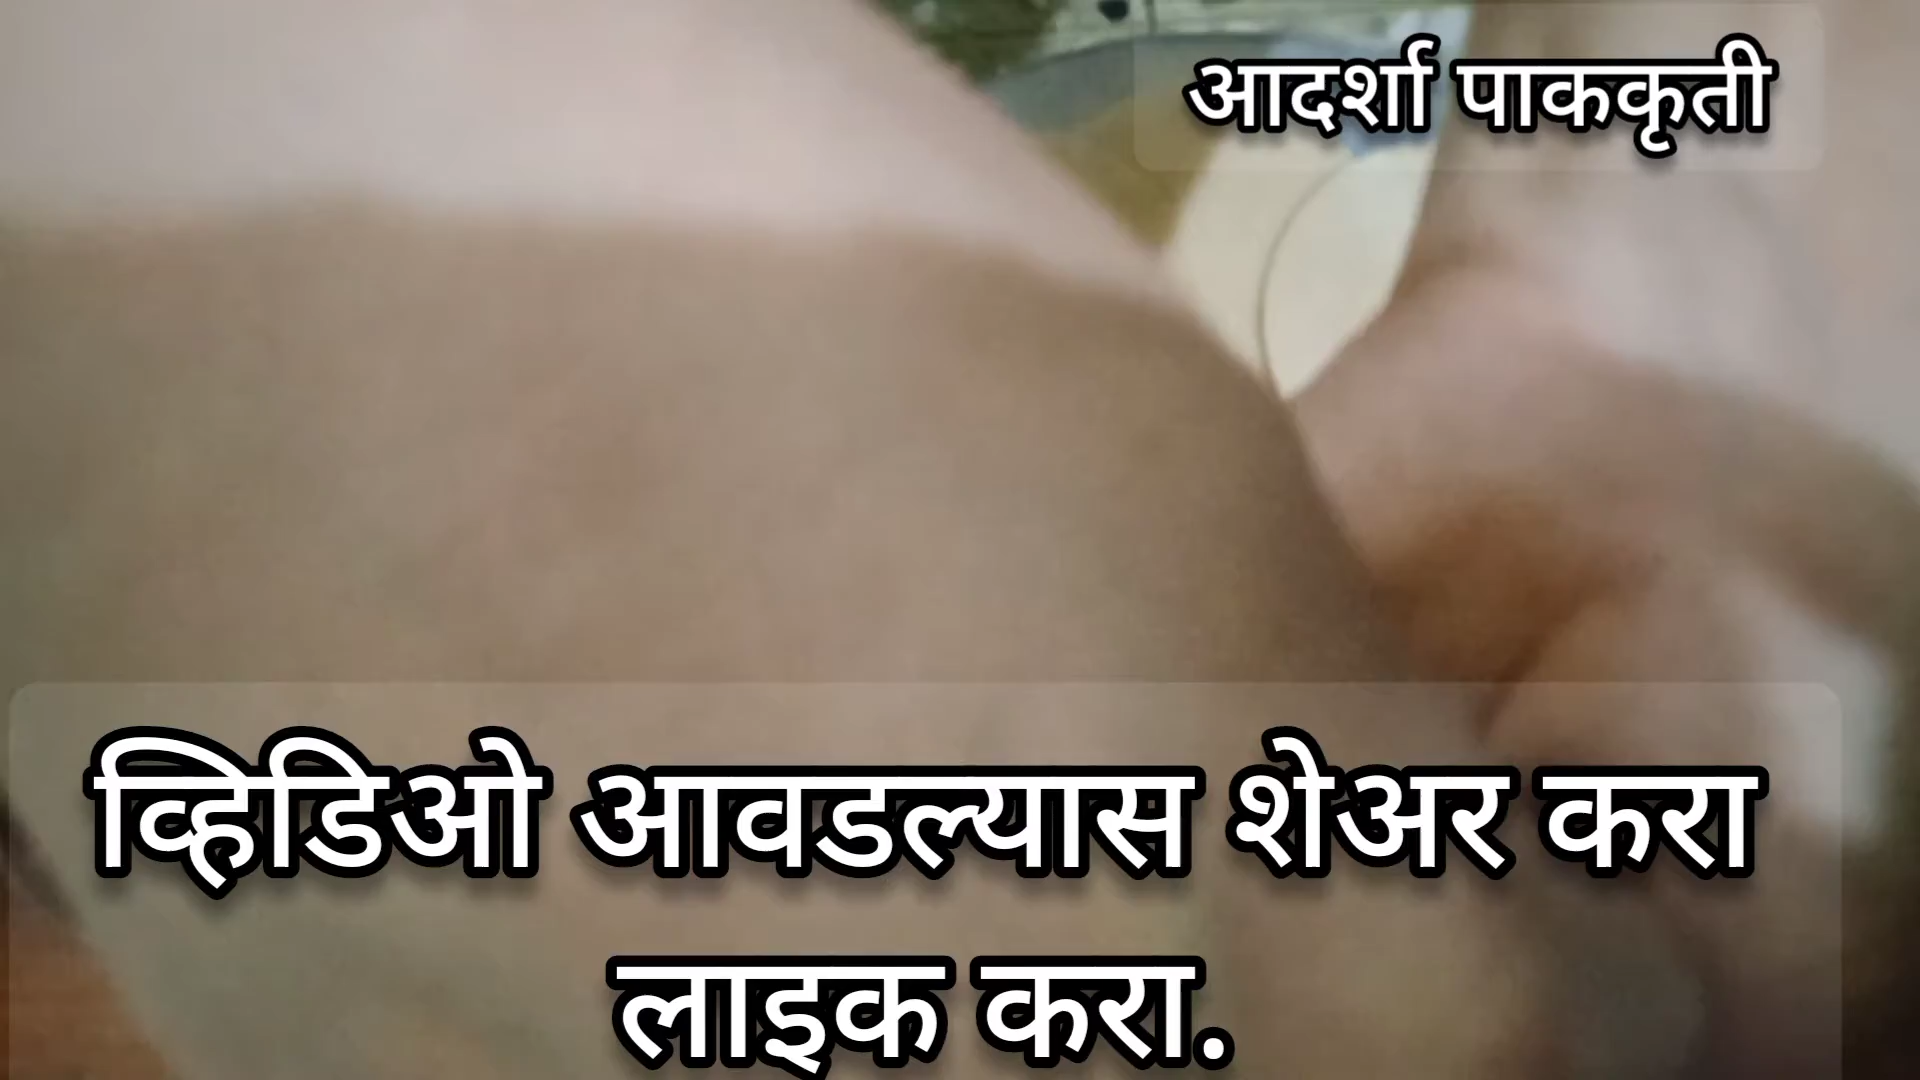 आदर्शा पाककृती
व्हिडिओ आवडल्यास शेअर करा
लाइक करा.